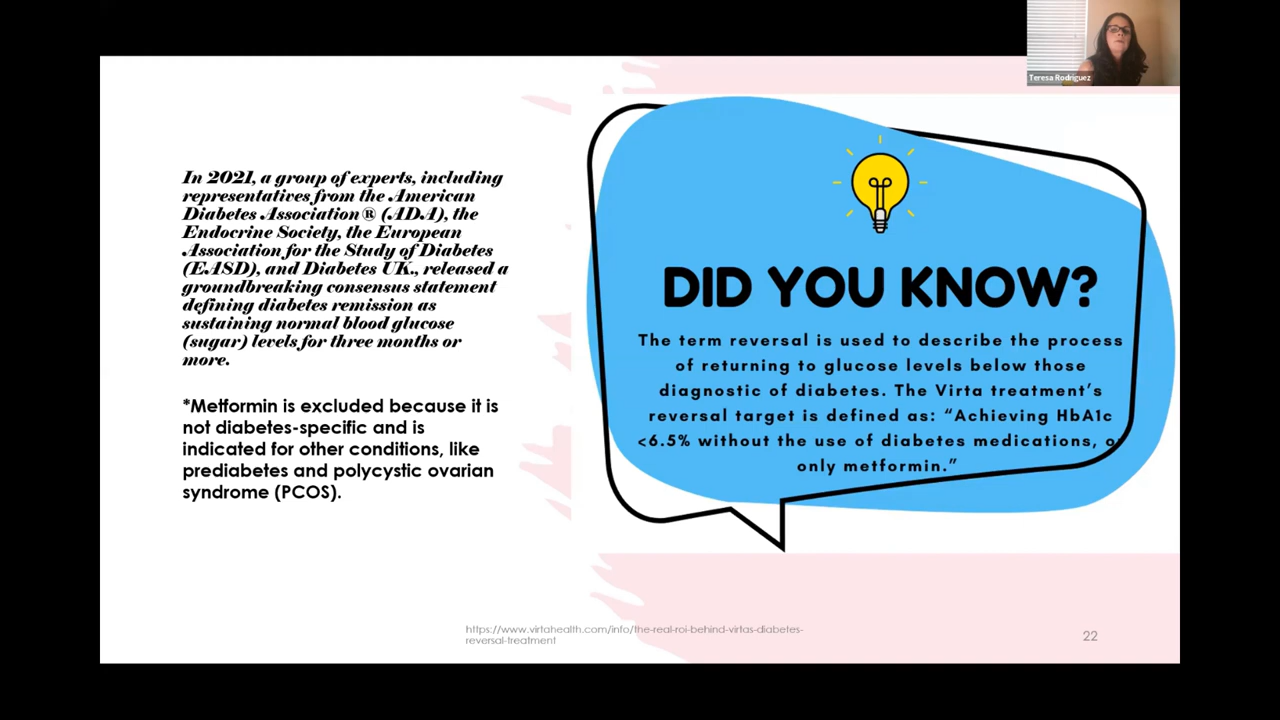 Teresa Rodriguez
In 2021, a group of experts, including
representatives from the American
Diabetes Association® (ADA), the
Endocrine Society, the European
Association for the Study of Diabetes
(EASD), and Diabetes UK., released a
groundbreaking consensus statement
defining diabetes remission as
sustaining normal blood glucose
(sugar) levels for three months or
more.
*Metformin is excluded because it is
not diabetes-specific and is
indicated for other conditions, like
prediabetes and polycystic ovarian
syndrome (PCOS).
DID YOU KNOW?
The term reversal is used to describe the process
of returning to glucose levels below those
diagnostic of diabetes. The Virta treatment's
reversal target is defined as: “Achieving HbA1c
<6.5% without the use of diabetes medications, or
only metformin.”
https://www.virtahealth.com/info/the-real-roi-behind-virtas-diabetes-
reversal-treatment
22